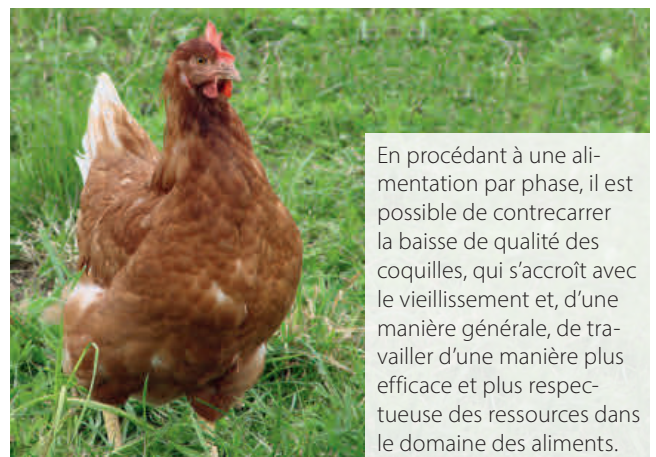 En procédant à une ali-
mentation par phase, il est
possible de contrecarrer
la baisse de qualité des
coquilles, qui s’accroît avec
le vieillissement et, d’une
manière générale, de tra-
vailler d’une manière plus
efficace et plus respec-
tueuse des ressources dans
le domaine des aliments.